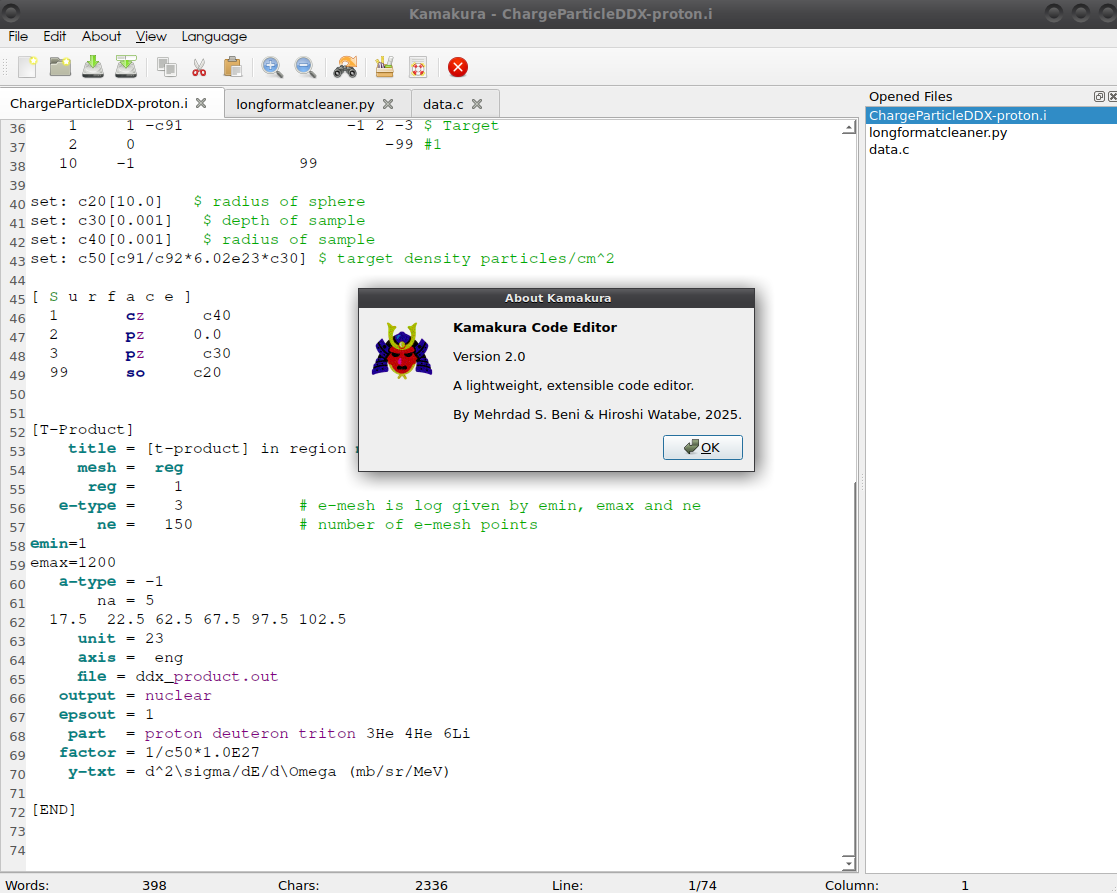 Kamakura - ChargeParticleDDX-proton.i
File Edit About View Language
ChargeParticleDDX-proton.i longformatcleaner.py data.c
36 1 1 -c91 -1 2 -3 $ Target
37 2 0 -99 #1
38 10 -1 99
39
40 set: c20[10.0] $ radius of sphere
41 set: c30[0.001] $ depth of sample
42 set: c40[0.001] $ radius of sample
43 set: c50[c91/c92*6.02e23*c30] $ target density particles/cm^2
44
45 [ S u r f a c e ]
46 1 cz c40
47 2 pz 0.0
48 3 pz c30
49 99 so c20
50
51
52 [T-Product]
53 title = [t-product] in region
54 mesh = reg
55 reg = 1
56 e-type = 3 # e-mesh is log given by emin, emax and ne
57 ne = 150 # number of e-mesh points
58 emin=1
59 emax=1200
60 a-type = -1
61 na = 5
62 17.5 22.5 62.5 67.5 97.5 102.5
63 unit = 23
64 axis = eng
65 file = ddx_product.out
66 output = nuclear
67 epsout = 1
68 part = proton deuteron triton 3He 4He 6Li
69 factor = 1/c50*1.0E27
70 y-txt = d^2\sigma/dE/d\Omega (mb/sr/MeV)
71
72 [END]
73
74
About Kamakura
Kamakura Code Editor
Version 2.0
A lightweight, extensible code editor.
By Mehrdad S. Beni & Hiroshi Watabe, 2025.
OK
Opened Files
ChargeParticleDDX-proton.i
longformatcleaner.py
data.c
Words: 398 Chars: 2336 Line: 1/74 Column: 1